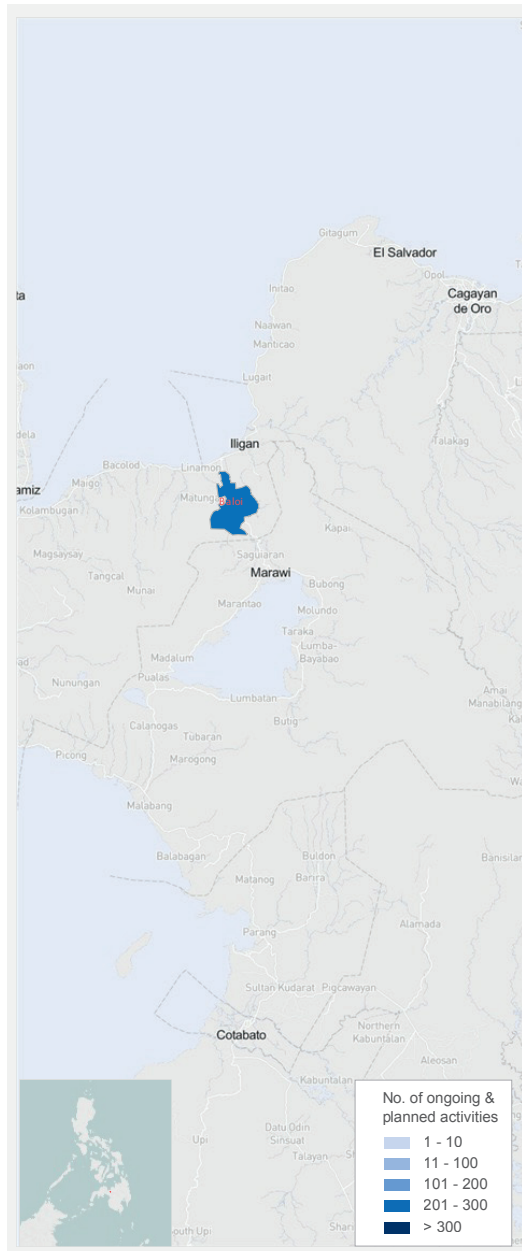 Gitagum
El Salvador
Opol
Cagayan
de Oro
Initao
Naawan
Manticao
Lugait
Talakag
Iligan
Linamon
Bacolod
Maigo
Kolambugan
Baloi
Kapai
Magsaysay
Tangcal
Munai
Saguiaran
Marawi
Bubong
Marantao
Molundo
Taraka
Lumba-
Bayabao
Madalum
Pualas
Nunungan
Lumbatan
Amai
Manabilang
Butig
Calanogas
Tubaran
Marogong
Picong
Malabang
Balabagan
Buldon
Barira
Matanog
Banisilan
Alamada
Parang
Sultan Kudarat
Pigcawayan
Cotabato
Northern
Kabuntalan
Aleosan
Kabuntalan
Datu Odin
Sinsuat
Upi
Talayan
South Upi
No. of ongoing &
planned activities
1 - 10
11 - 100
101 - 200
201 - 300
> 300